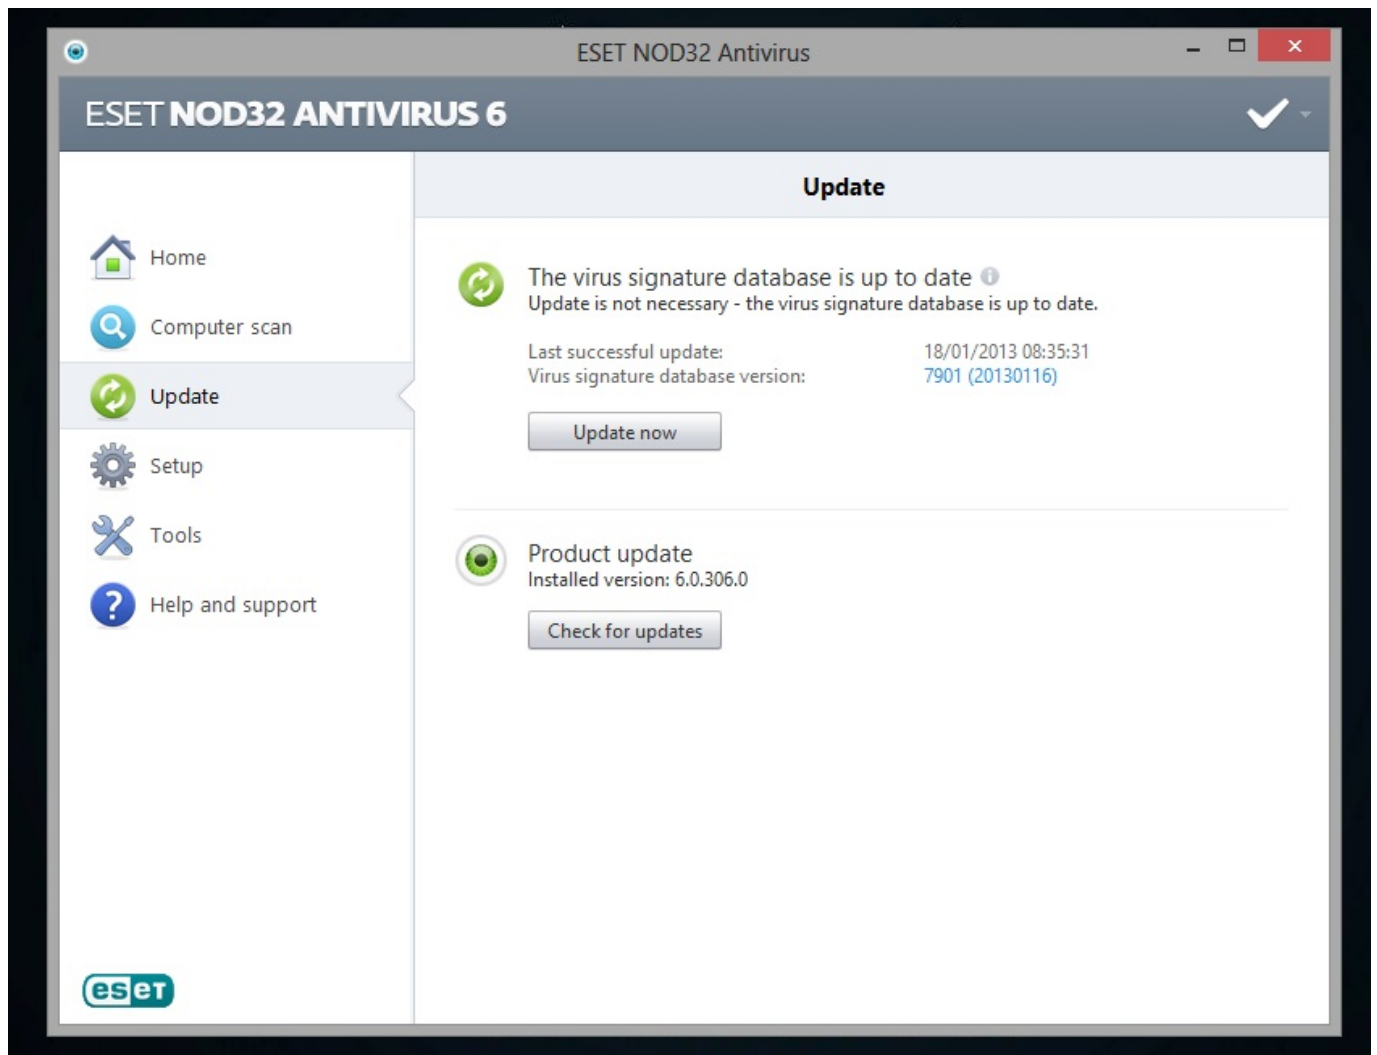 ESET NOD32 Antivirus
ESET NOD32 ANTIVIRUS 6
Update
Home
Computer scan
Update
Setup
Tools
Help and support
The virus signature database is up to date
Update is not necessary - the virus signature database is up to date.
Last successful update: 18/01/2013 08:35:31
Virus signature database version: 7901 (20130116)
Update now
Product update
Installed version: 6.0.306.0
Check for updates
eseT